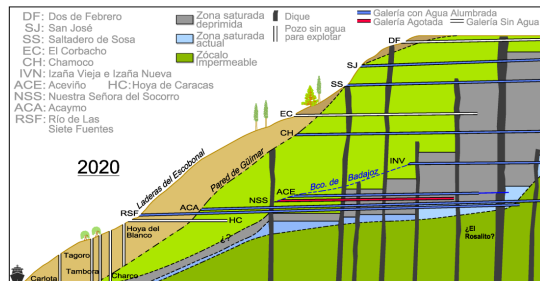 DF: Dos de Febrero
SJ: San José
SS: Saltadero de Sosa
EC: El Corbacho
CH: Chamoco
IVN: Izaña Vieja e Izaña Nueva
ACE: Aceviño HC: Hoya de Caracas
NSS: Nuestra Señora del Socorro
ACA: Acaymo
RSF: Río de Las
Siete Fuentes
Zona saturada
deprimida
Zona saturada
actual
Zócalo
Impermeable
Dique
Pozo sin agua
para explotar
Galería con Agua Alumbrada
Galería Agotada
Galería Sin Agua
2020
DF
SJ
SS
EC
CH
INV
ACE
NSS
ACA
RSF
HC
Laderas del Escobonal
Pared de Güímar
Bco. de Badajoz
Hoya del
Blanco
¿-?
Tagoro
Tambora
Carlota
Charco
¿El
Rosalito?